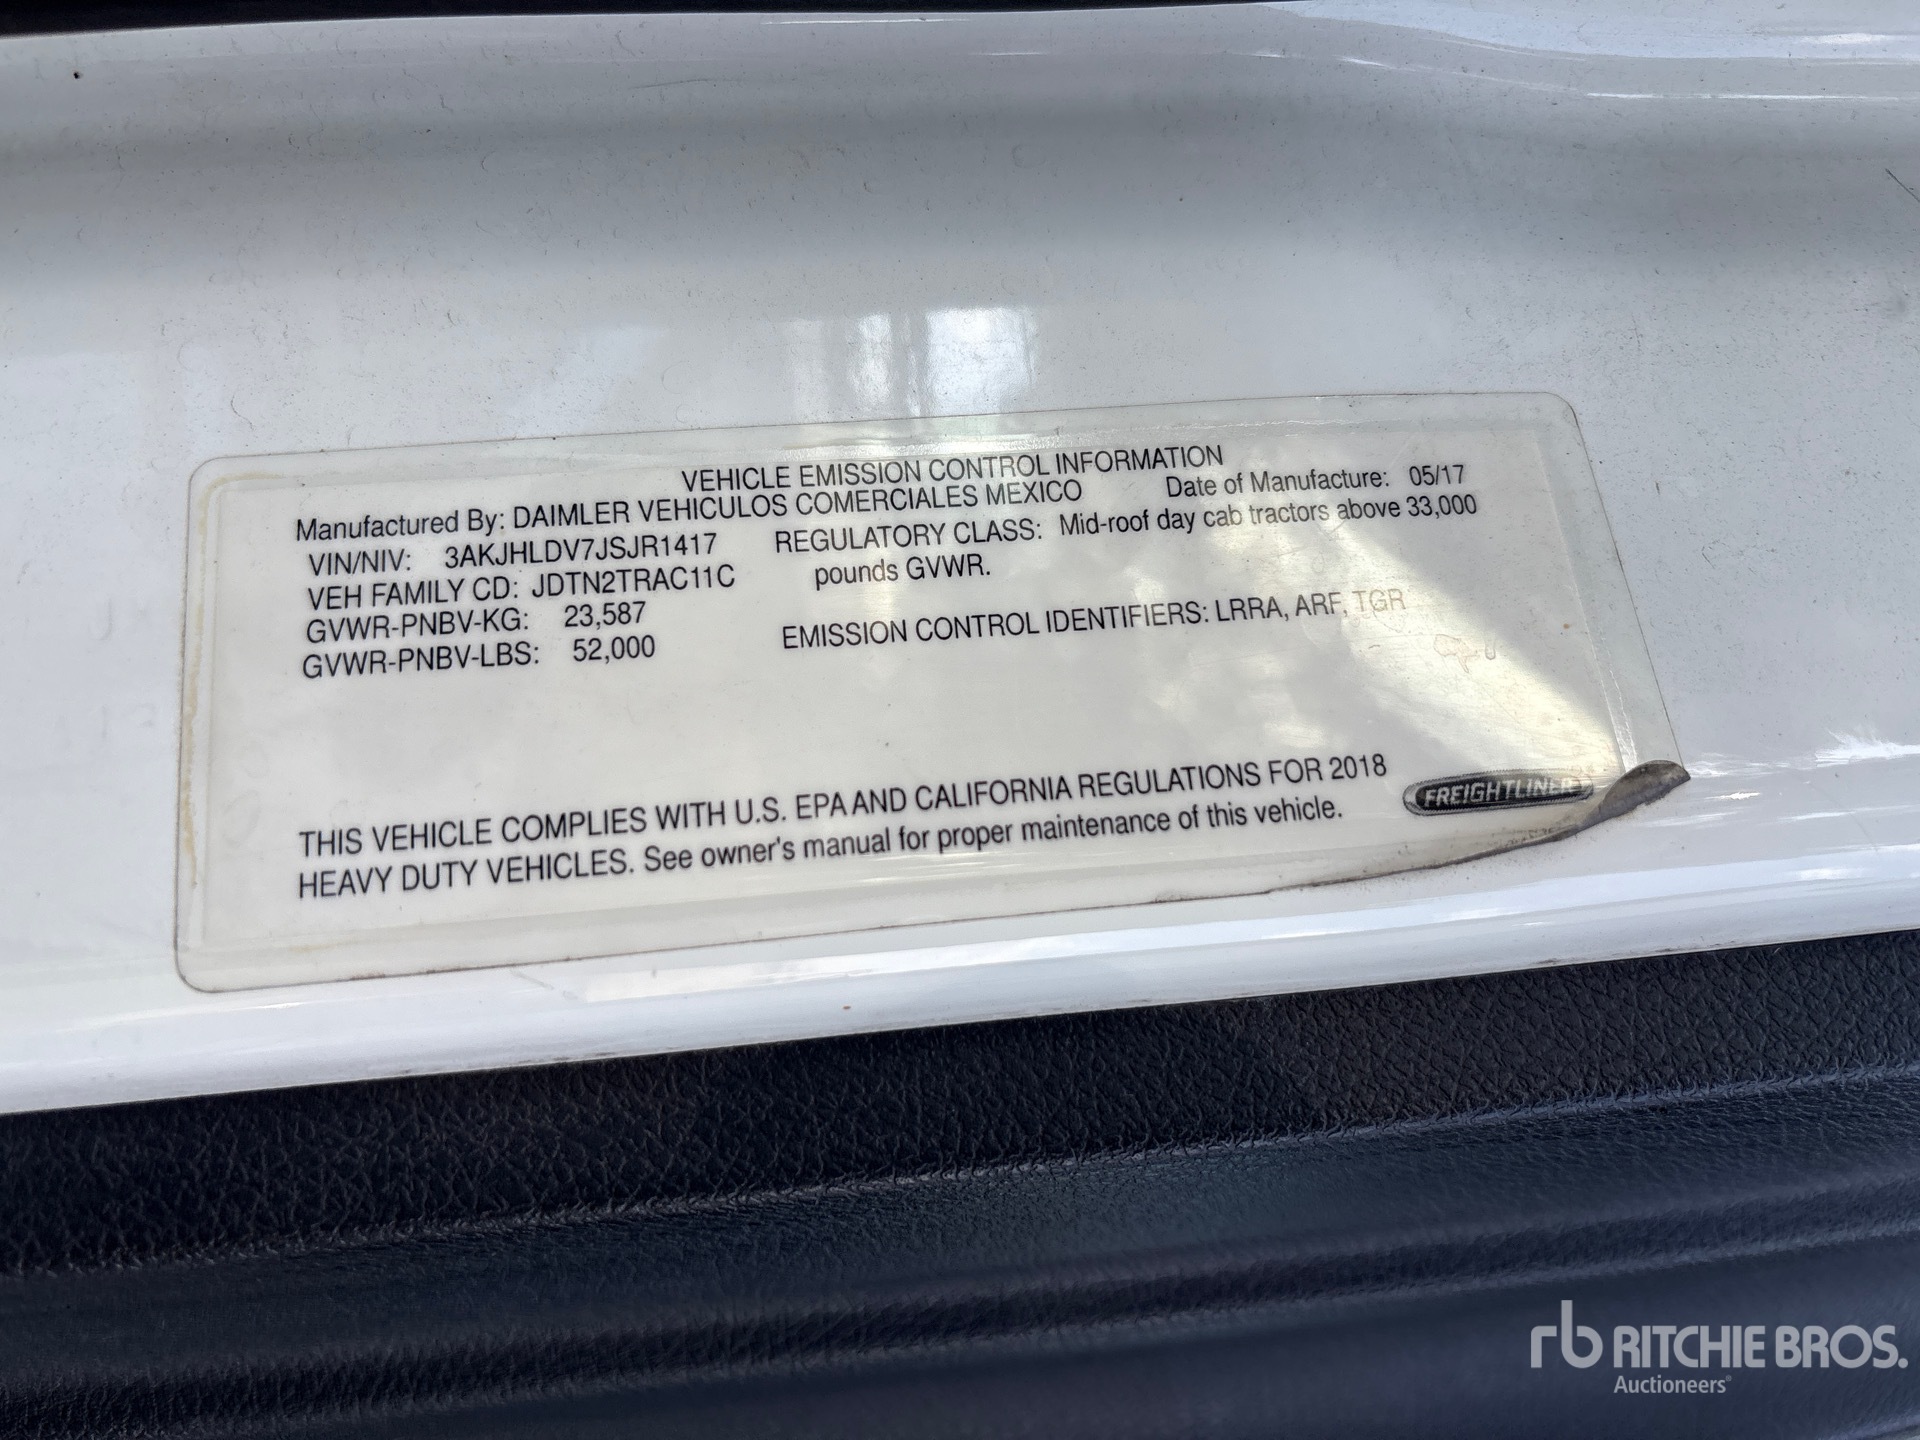 VEHICLE EMISSION CONTROL INFORMATION
Manufactured By: DAIMLER VEHICULOS COMERCIALES MEXICO Date of Manufacture: 05/17
VIN/NIV: 3AKJHLDV7JSJR1417 REGULATORY CLASS: Mid-roof day cab tractors above 33,000
VEH FAMILY CD: JDTN2TRAC11C pounds GVWR.
GVWR-PNBV-KG: 23,587 EMISSION CONTROL IDENTIFIERS: LRRA, ARF, TGR
GVWR-PNBV-LBS: 52,000
THIS VEHICLE COMPLIES WITH U.S. EPA AND CALIFORNIA REGULATIONS FOR 2018
HEAVY DUTY VEHICLES. See owner's manual for proper maintenance of this vehicle.
FREIGHTLINER
rb RITCHIE BROS.
Auctioneers